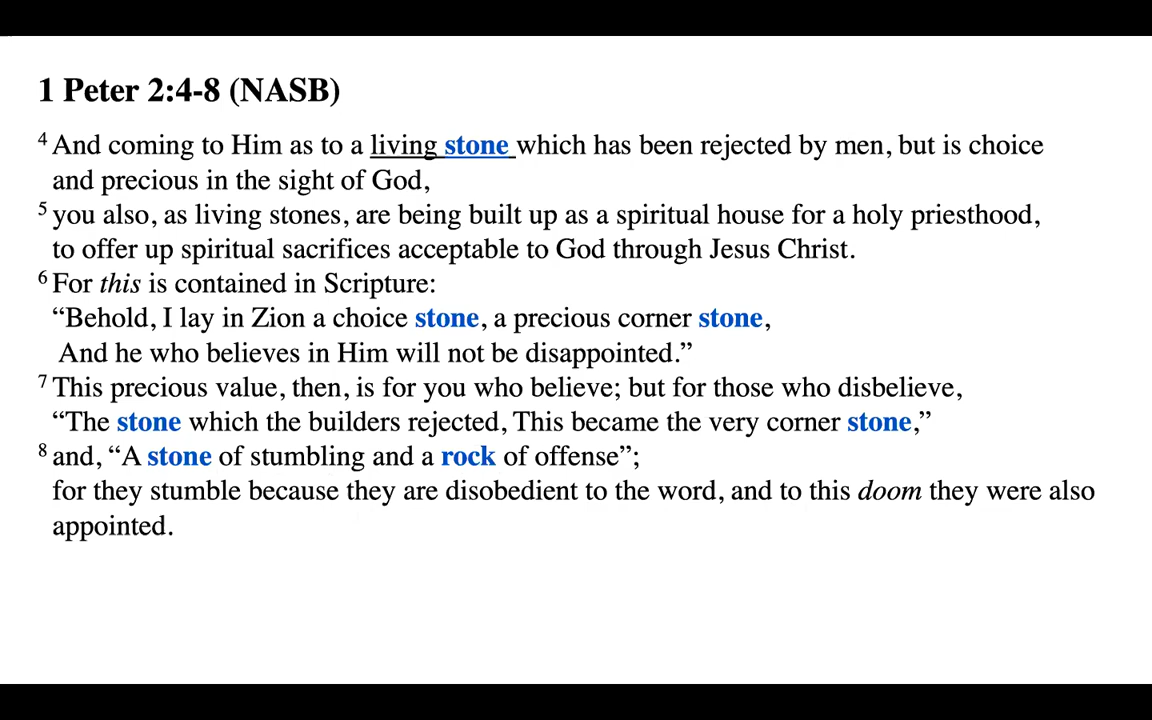 1 Peter 2:4-8 (NASB)
4 And coming to Him as to a living stone which has been rejected by men, but is choice
and precious in the sight of God,
5 you also, as living stones, are being built up as a spiritual house for a holy priesthood,
to offer up spiritual sacrifices acceptable to God through Jesus Christ.
6 For this is contained in Scripture:
“Behold, I lay in Zion a choice stone, a precious corner stone,
And he who believes in Him will not be disappointed.”
7 This precious value, then, is for you who believe; but for those who disbelieve,
“The stone which the builders rejected, This became the very corner stone,”
8 and, “A stone of stumbling and a rock of offense”;
for they stumble because they are disobedient to the word, and to this doom they were also
appointed.